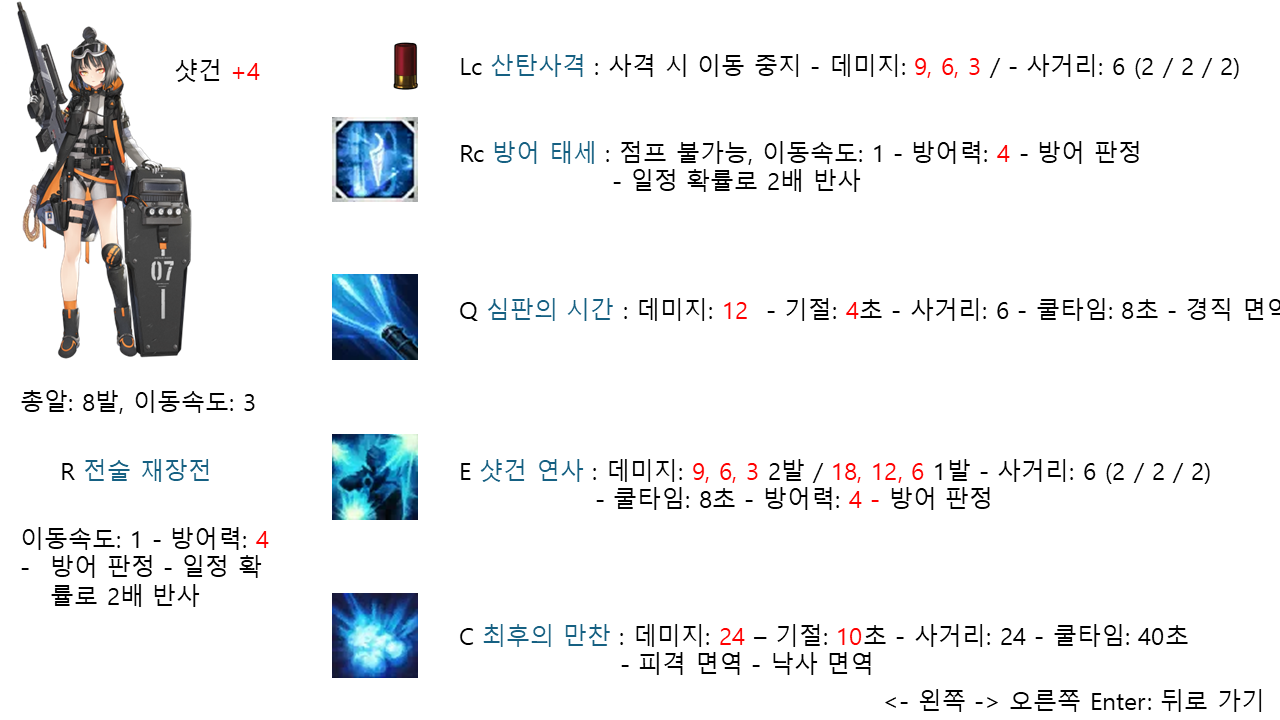 샷건 +4
Lc 산탄사격 : 사격 시 이동 중지 - 데미지: 9, 6, 3 / - 사거리: 6 (2 / 2 / 2)
Rc 방어 태세 : 점프 불가능, 이동속도: 1 - 방어력: 4 - 방어 판정
- 일정 확률로 2배 반사
07
Q 심판의 시간 : 데미지: 12 - 기절: 4초 - 사거리: 6 - 쿨타임: 8초 - 경직 면역
총알: 8발, 이동속도: 3
R 전술 재장전
이동속도: 1 - 방어력: 4
- 방어 판정 - 일정 확
률로 2배 반사
E 샷건 연사 : 데미지: 9, 6, 3 2발 / 18, 12, 6 1발 - 사거리: 6 (2 / 2 / 2)
- 쿨타임: 8초 - 방어력: 4 - 방어 판정
C 최후의 만찬 : 데미지: 24 – 기절: 10초 - 사거리: 24 - 쿨타임: 40초
- 피격 면역 - 낙사 면역
<- 왼쪽 -> 오른쪽 Enter: 뒤로 가기